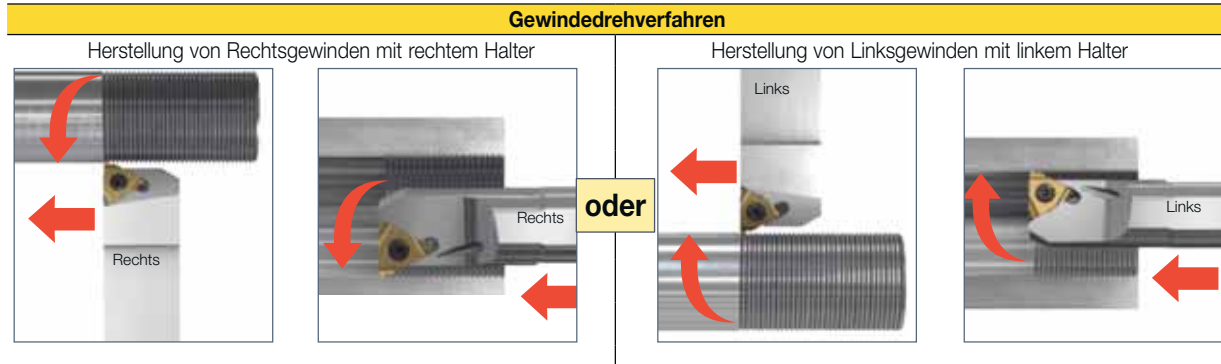 Gewindedrehverfahren
Herstellung von Rechtsgewinden mit rechtem Halter
Rechts
Rechts
oder
Herstellung von Linksgewinden mit linkem Halter
Links
Links